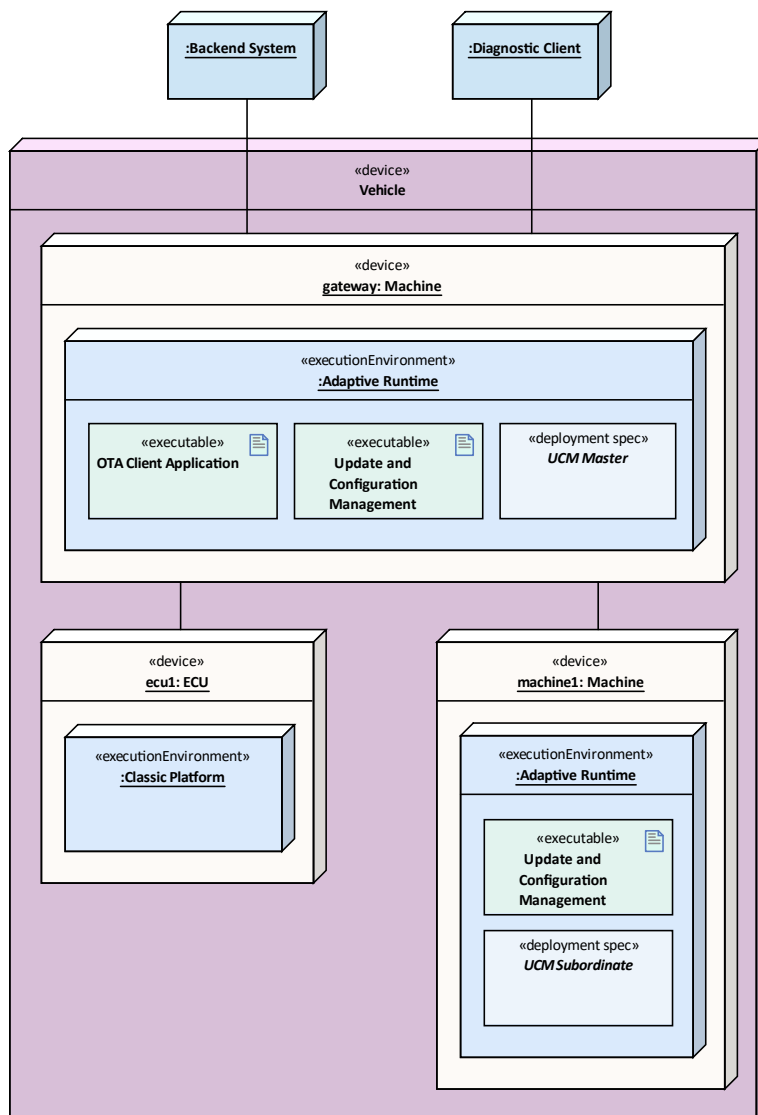 :Backend System
:Diagnostic Client
«device»
Vehicle
«device»
gateway: Machine
«executionEnvironment»
:Adaptive Runtime
«executable»
OTA Client Application
«executable»
Update and
Configuration
Management
«deployment spec»
UCM Master
«device»
ecu1: ECU
«executionEnvironment»
:Classic Platform
«device»
machine1: Machine
«executionEnvironment»
:Adaptive Runtime
«executable»
Update and
Configuration
Management
«deployment spec»
UCM Subordinate